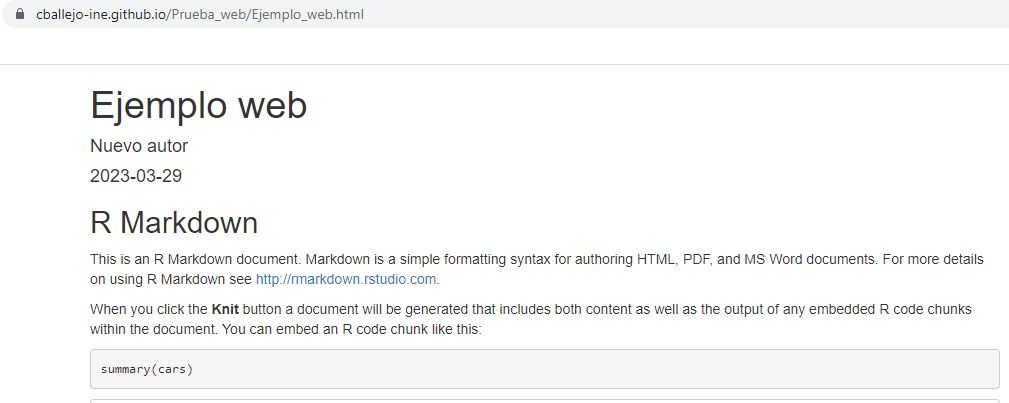 cballejo-ine.github.io/Prueba_web/Ejemplo_web.html
Ejemplo web
Nuevo autor
2023-03-29
R Markdown
This is an R Markdown document. Markdown is a simple formatting syntax for authoring HTML, PDF, and MS Word documents. For more details
on using R Markdown see http://rmarkdown.rstudio.com.
When you click the Knit button a document will be generated that includes both content as well as the output of any embedded R code chunks
within the document. You can embed an R code chunk like this:
summary(cars)